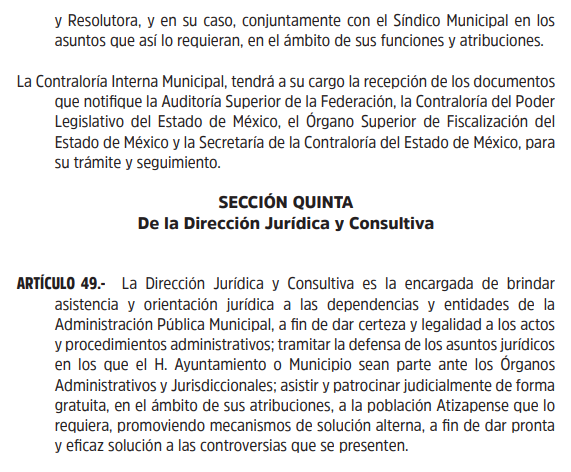 y Resolutora, y en su caso, conjuntamente con el Síndico Municipal en los
asuntos que así lo requieran, en el ámbito de sus funciones y atribuciones.
La Contraloría Interna Municipal, tendrá a su cargo la recepción de los documentos
que notifique la Auditoría Superior de la Federación, la Contraloría del Poder
Legislativo del Estado de México, el Órgano Superior de Fiscalización del
Estado de México y la Secretaría de la Contraloría del Estado de México, para
su trámite y seguimiento.
SECCIÓN QUINTA
De la Dirección Jurídica y Consultiva
ARTÍCULO 49.- La Dirección Jurídica y Consultiva es la encargada de brindar
asistencia y orientación jurídica a las dependencias y entidades de la
Administración Pública Municipal, a fin de dar certeza y legalidad a los actos
y procedimientos administrativos; tramitar la defensa de los asuntos jurídicos
en los que el H. Ayuntamiento o Municipio sean parte ante los Órganos
Administrativos y Jurisdiccionales; asistir y patrocinar judicialmente de forma
gratuita, en el ámbito de sus atribuciones, a la población Atizapense que lo
requiera, promoviendo mecanismos de solución alterna, a fin de dar pronta
y eficaz solución a las controversias que se presenten.